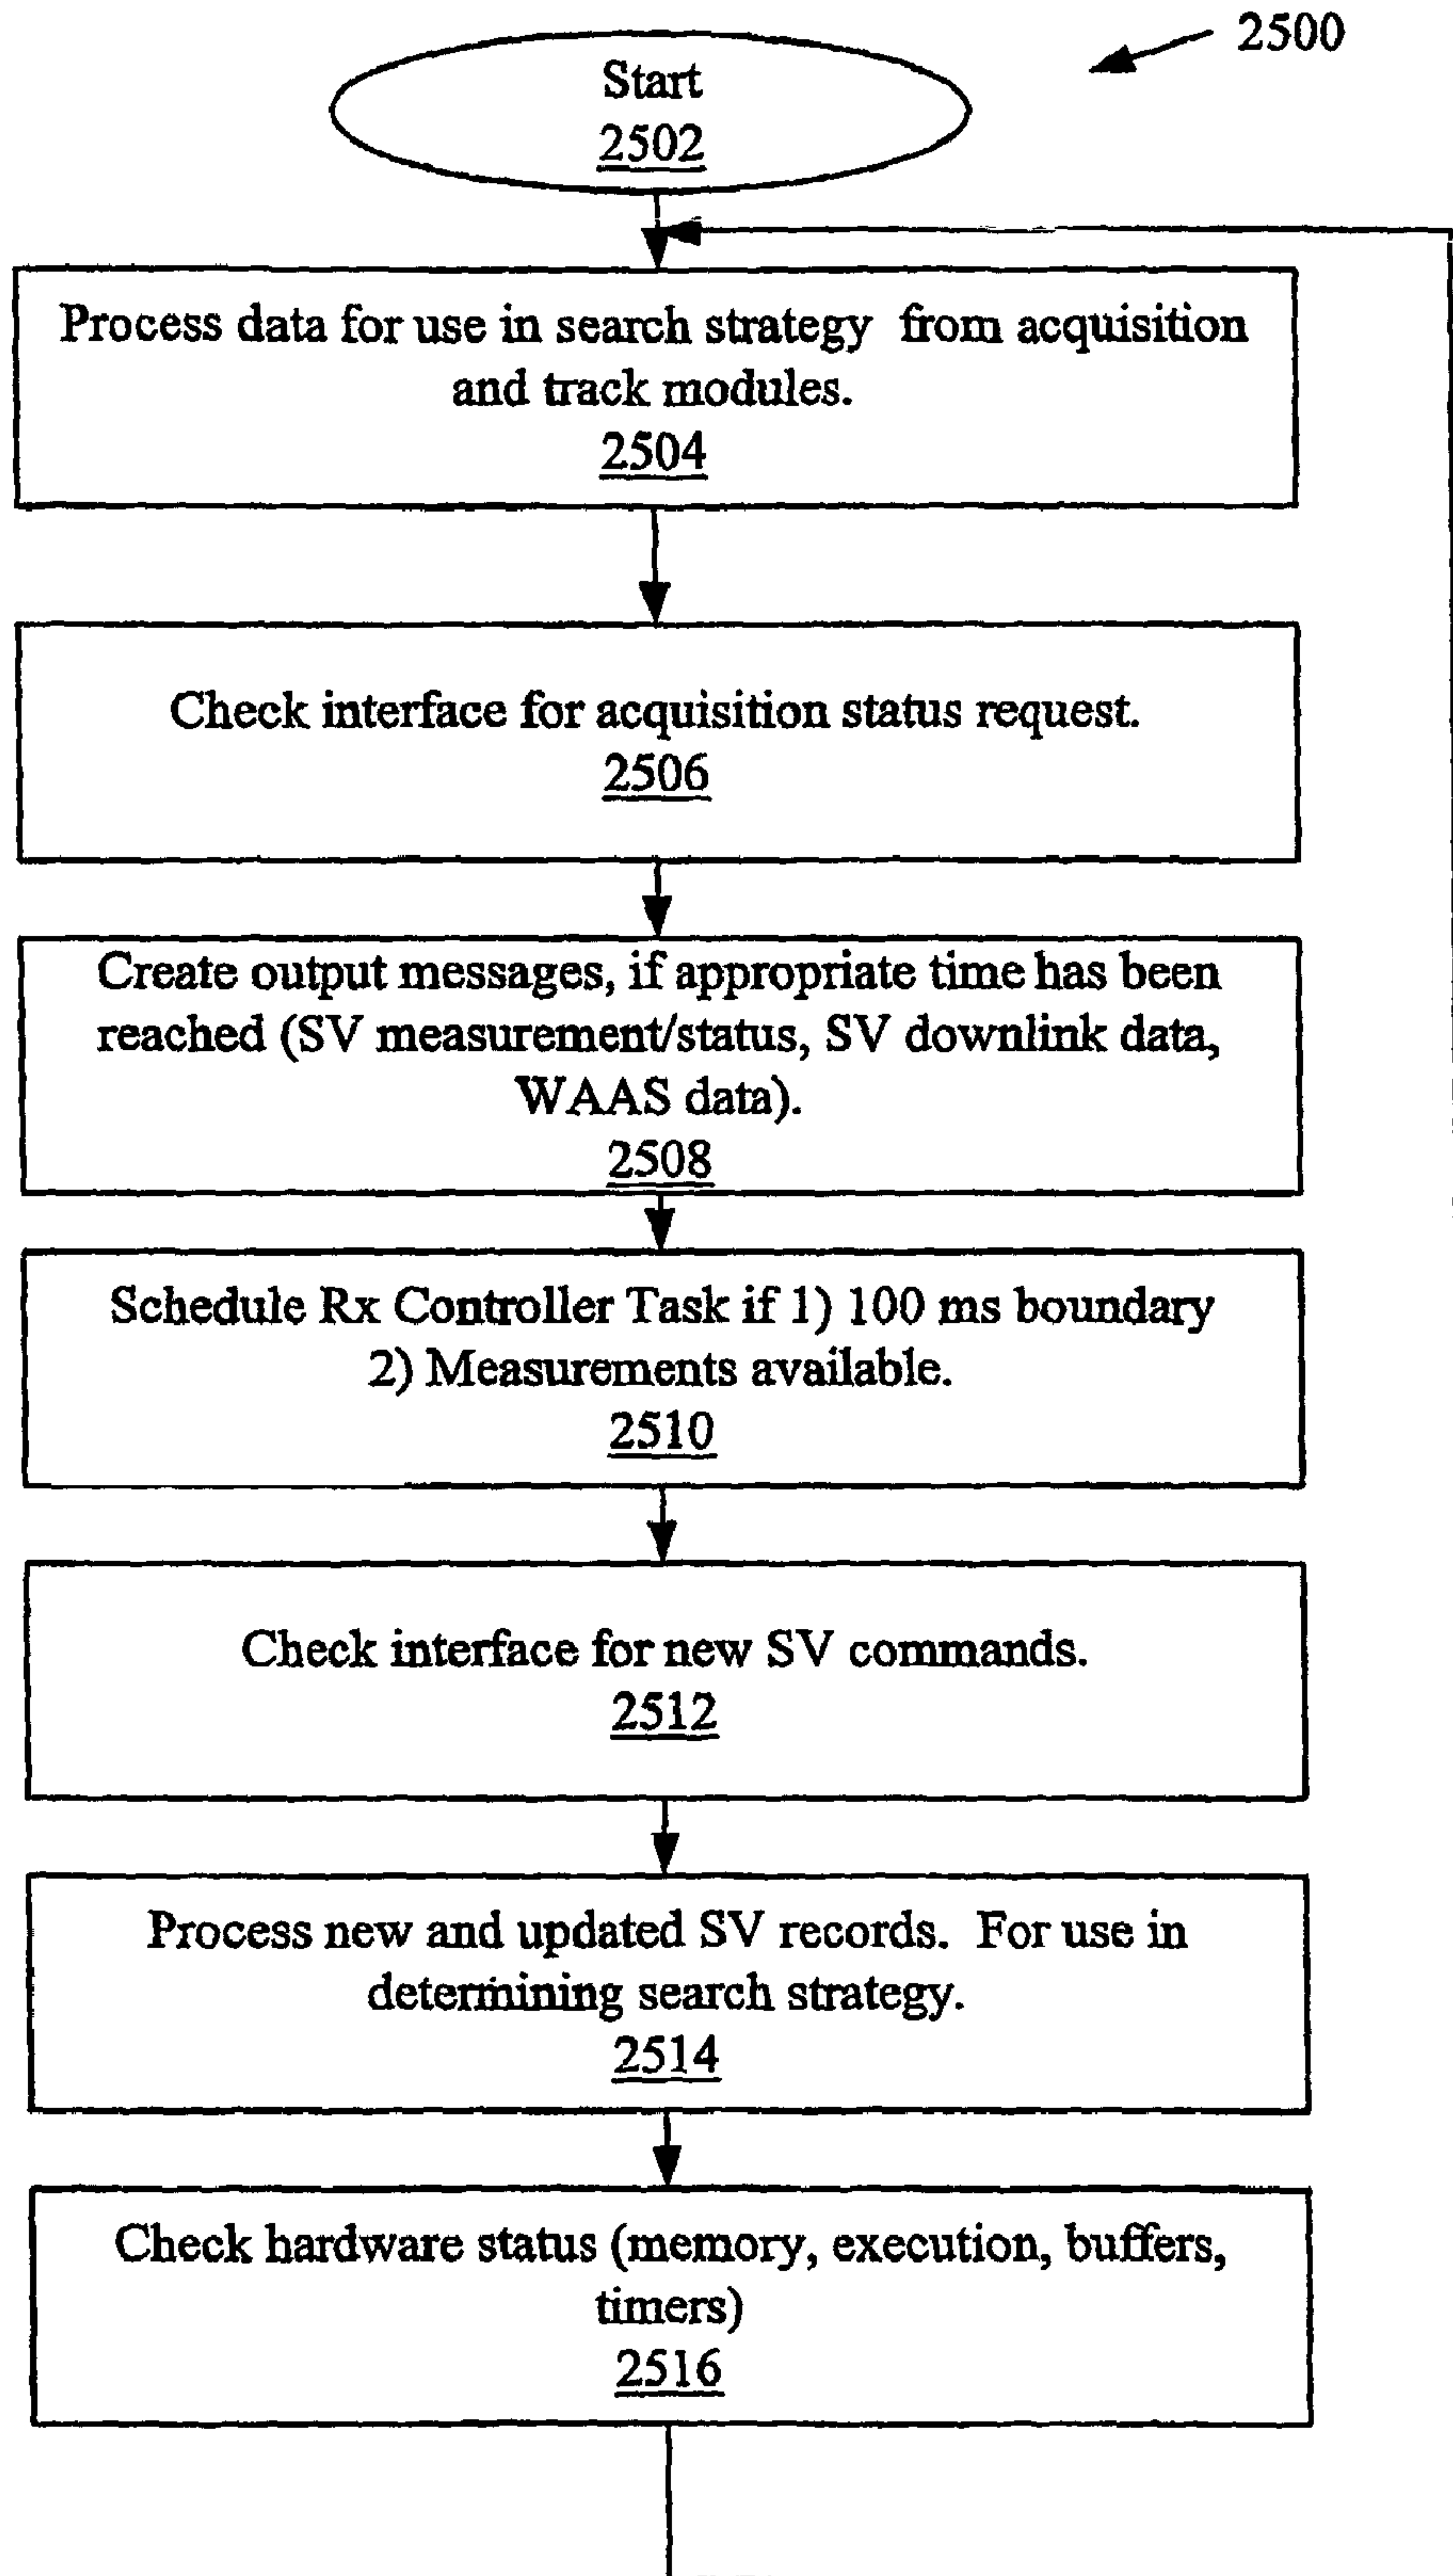 2500
Start
2502
Process data for use in search strategy from acquisition
and track modules.
2504
Check interface for acquisition status request.
2506
Create output messages, if appropriate time has been
reached (SV measurement/status, SV downlink data,
WAAS data).
2508
Schedule Rx Controller Task if 1) 100 ms boundary
2) Measurements available.
2510
Check interface for new SV commands.
2512
Process new and updated SV records. For use in
determining search strategy.
2514
Check hardware status (memory, execution, buffers,
timers)
2516